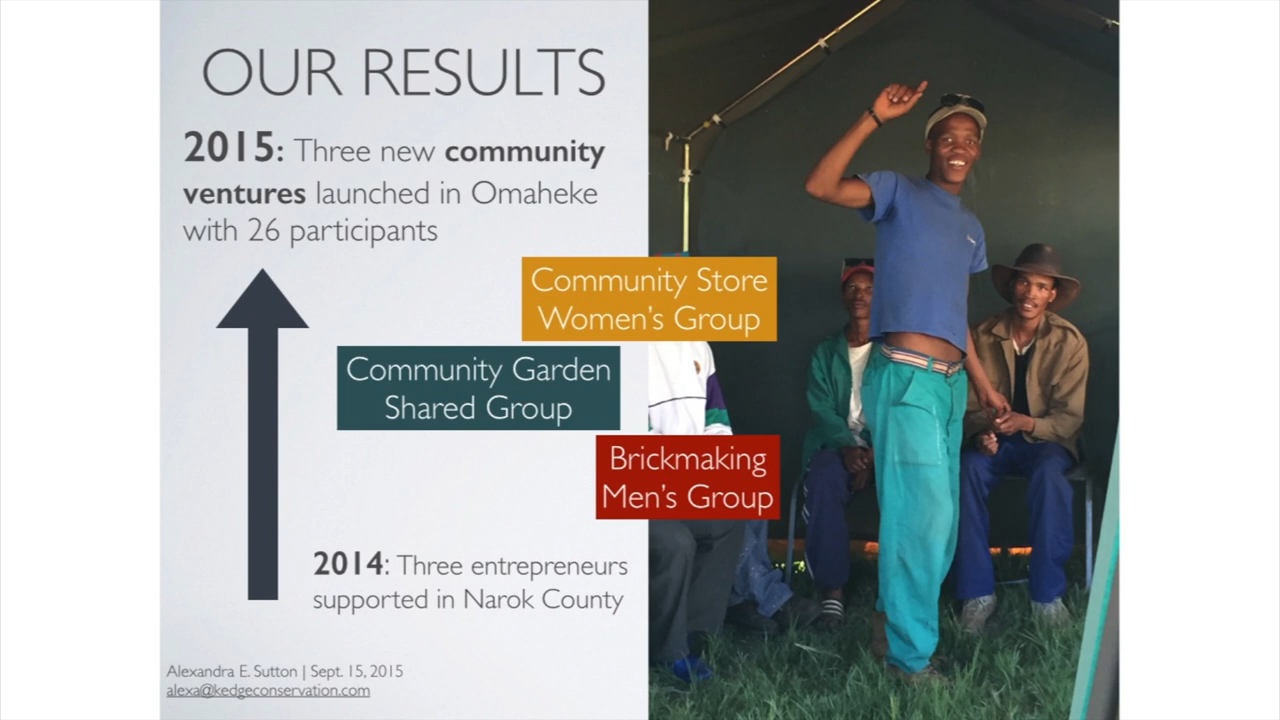 OUR RESULTS
2015: Three new community
ventures launched in Omaheke
with 26 participants
Community Store
Women's Group
Community Garden
Shared Group
Brickmaking
Men's Group
2014: Three entrepreneurs
supported in Narok County
Alexandra E. Sutton | Sept. 15, 2015
alexa@kedgeconservation.com